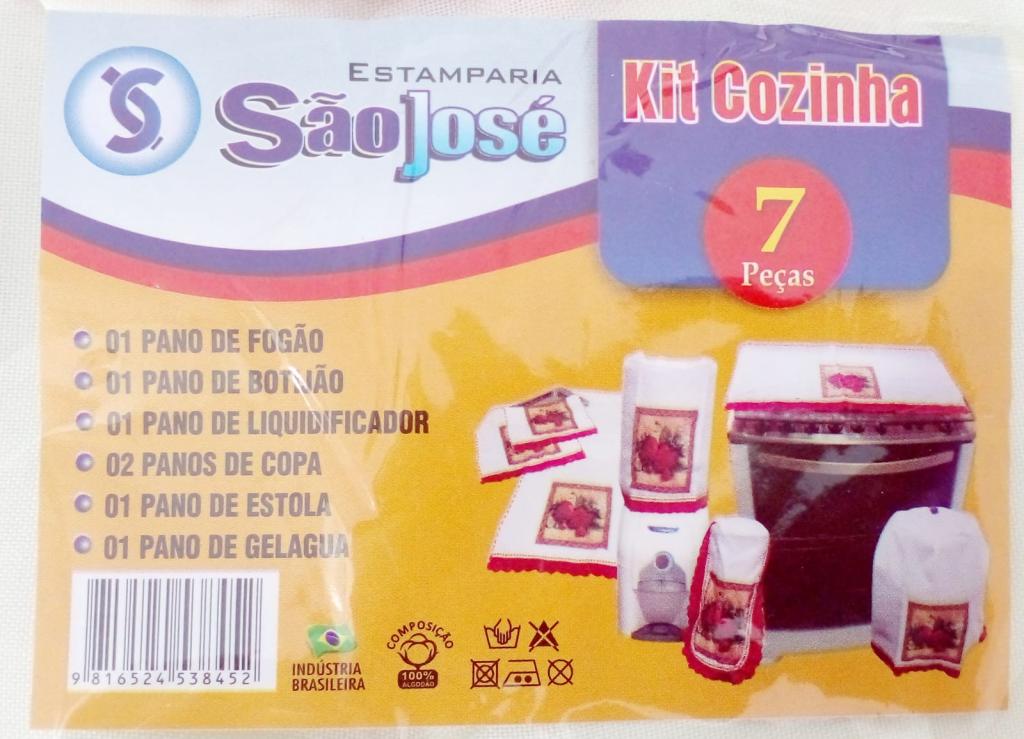 ESTAMPARIA
São José
Kit Cozinha
7
Peças
01 PANO DE FOGÃO
01 PANO DE BOTIJÃO
01 PANO DE LIQUIDIFICADOR
02 PANOS DE COPA
01 PANO DE ESTOLA
01 PANO DE GELAGUA
9 816524 538452
INDÚSTRIA
BRASILEIRA
COMPOSIÇÃO
100%
ALGODÃO